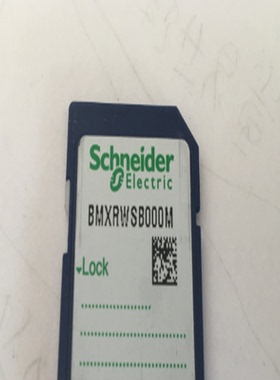 Schneider
Electric
BMXRWSB000M
Lock